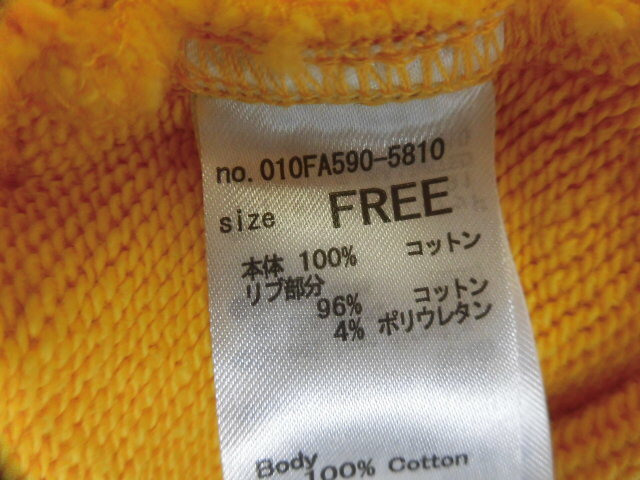 no.010FA590-5810
size FREE
本体 100% コットン
リブ部分
96% コットン
4% ポリウレタン
Body
100% Cotton